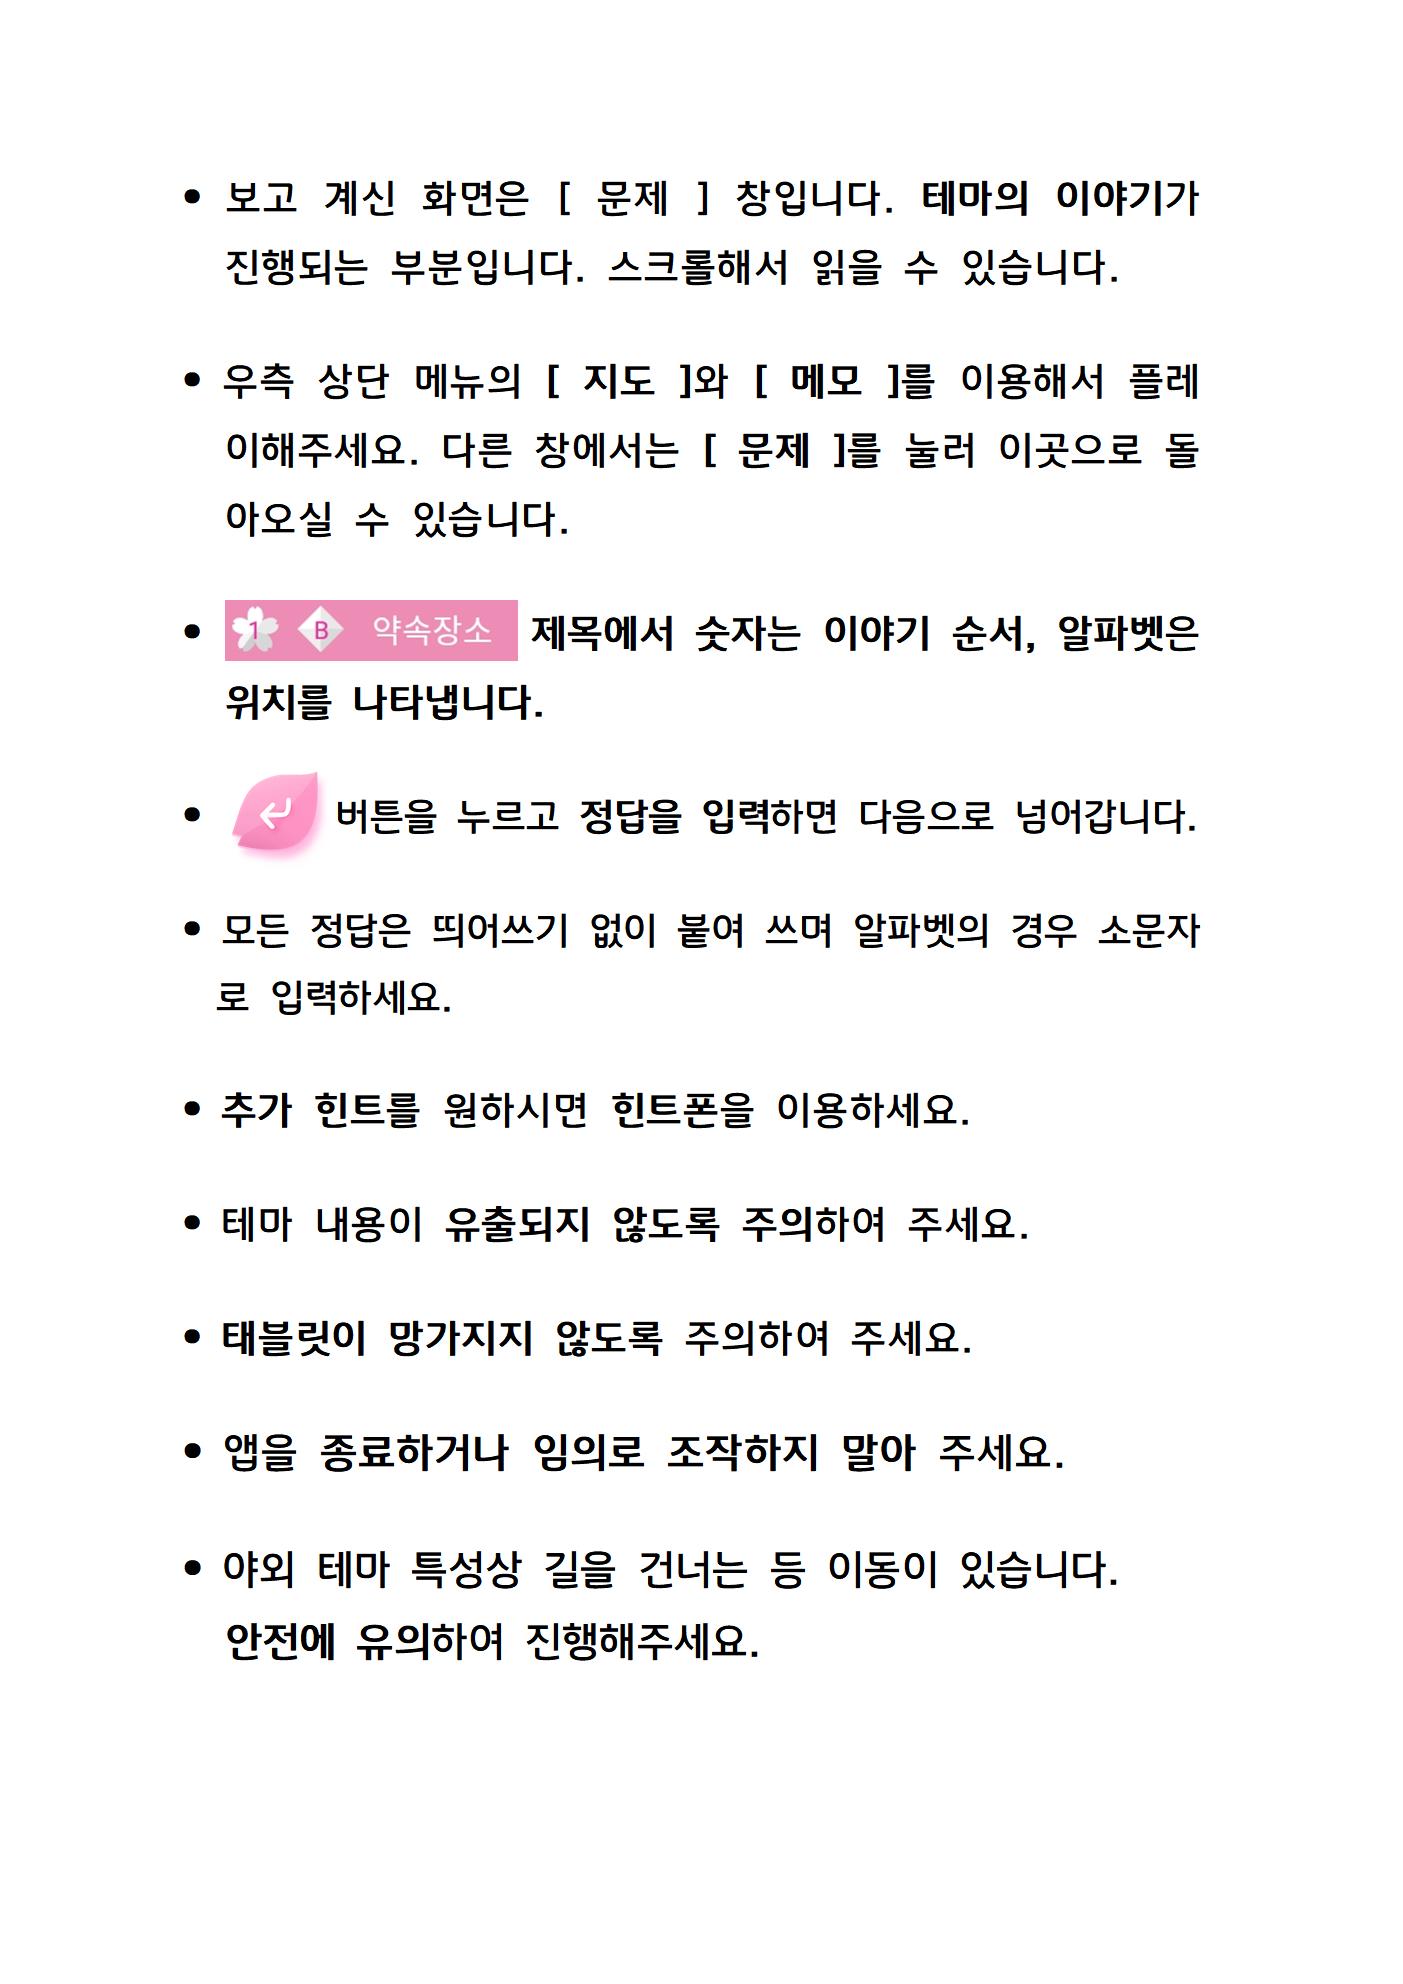 • 보고 계신 화면은 [ 문제 ] 창입니다. 테마의 이야기가
진행되는 부분입니다. 스크롤해서 읽을 수 있습니다.
• 우측 상단 메뉴의 [ 지도 ]와 [ 메모 ]를 이용해서 플레
이해주세요. 다른 창에서는 [ 문제 ]를 눌러 이곳으로 돌
아오실 수 있습니다.
• 1 B 약속장소 제목에서 숫자는 이야기 순서, 알파벳은
위치를 나타냅니다.
• 버튼을 누르고 정답을 입력하면 다음으로 넘어갑니다.
• 모든 정답은 띄어쓰기 없이 붙여 쓰며 알파벳의 경우 소문자
로 입력하세요.
• 추가 힌트를 원하시면 힌트폰을 이용하세요.
• 테마 내용이 유출되지 않도록 주의하여 주세요.
• 태블릿이 망가지지 않도록 주의하여 주세요.
• 앱을 종료하거나 임의로 조작하지 말아 주세요.
• 야외 테마 특성상 길을 건너는 등 이동이 있습니다.
안전에 유의하여 진행해주세요.